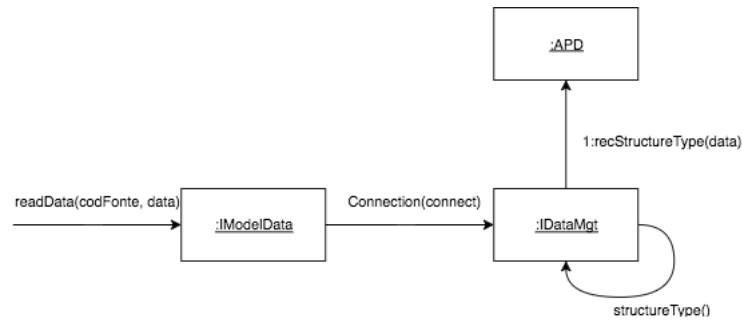 :APD
1:recStructureType(data)
readData(codFonte, data)
Connection(connect)
:IModelData
:IDataMgt
structureType()